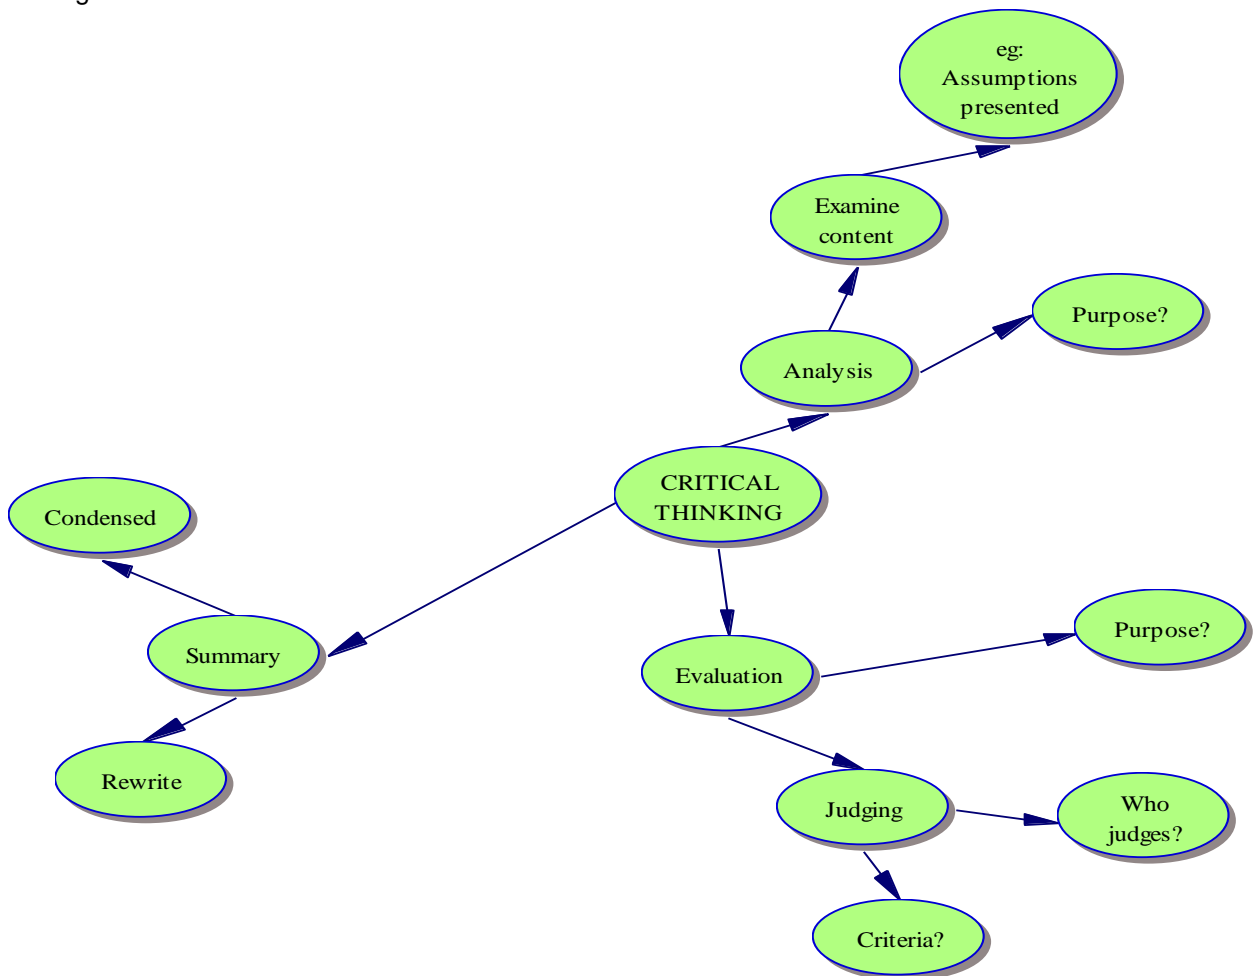 eg:
Assumptions
presented
Examine
content
Purpose?
Analysis
CRITICAL
THINKING
Condensed
Summary
Rewrite
Evaluation
Purpose?
Judging
Who
judges?
Criteria?